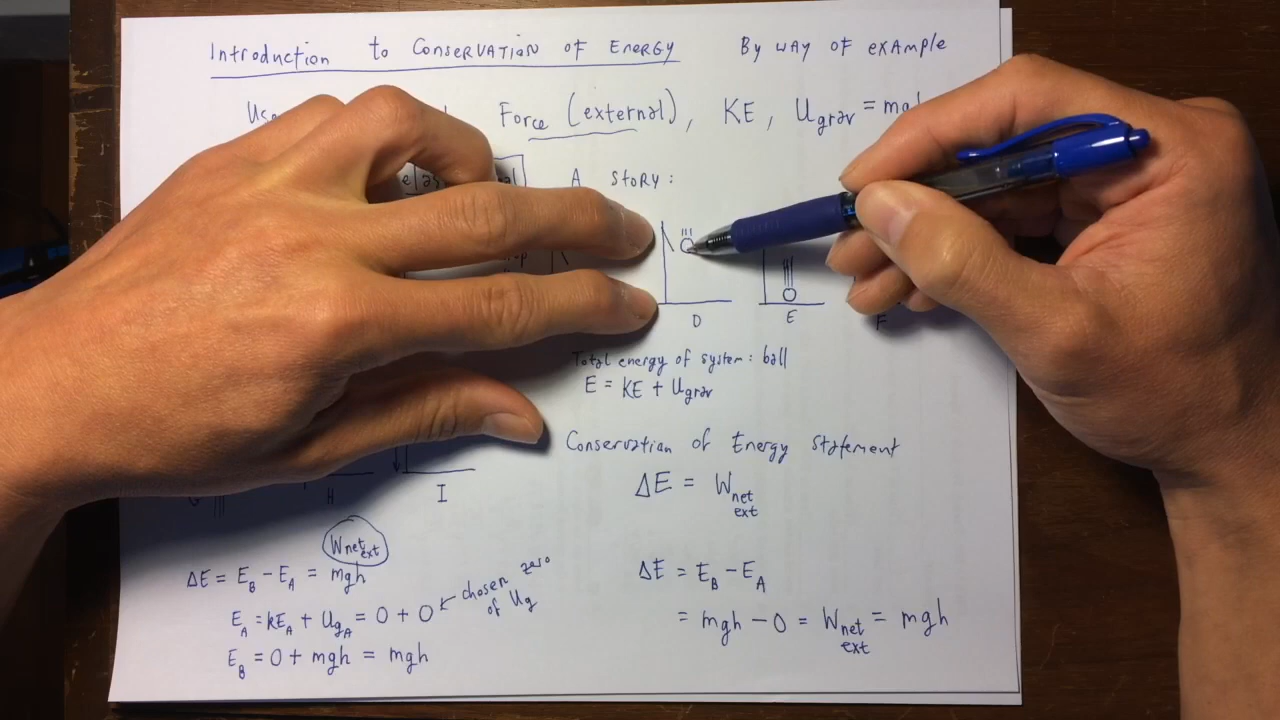 Introduction to Conservation of Energy By way of example
Force (external), KE, Ugrav = mgh
A Story:
D E F
Total energy of system: ball
E = KE + Ugrav
Conservation of Energy Statement
ΔE = Wnet ext
H I
Wnet ext
ΔE = EB - EA = mgh
EA = KEA + UgA = 0 + 0 ← chosen zero of Ug
EB = 0 + mgh = mgh
ΔE = EB - EA
= mgh - 0 = Wnet ext = mgh